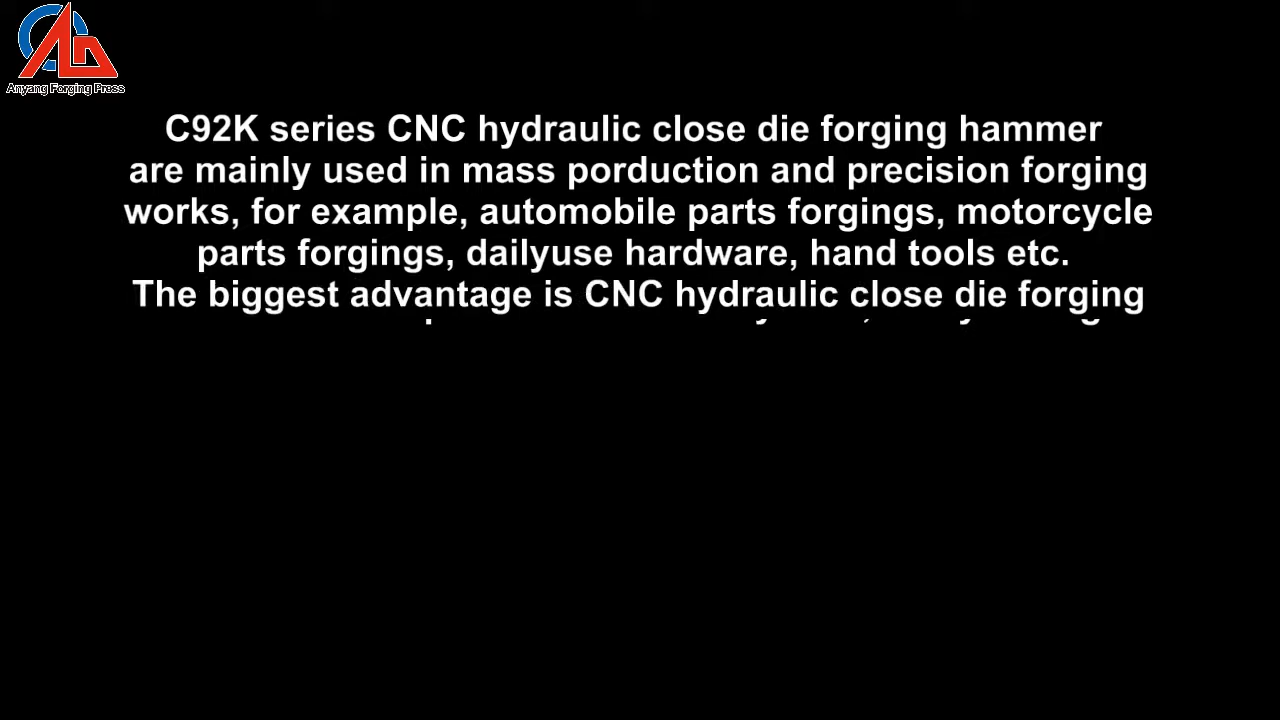 Anyang Forging Press
C92K series CNC hydraulic close die forging hammer
are mainly used in mass porduction and precision forging
works, for example, automobile parts forgings, motorcycle
parts forgings, dailyuse hardware, hand tools etc.
The biggest advantage is CNC hydraulic close die forging